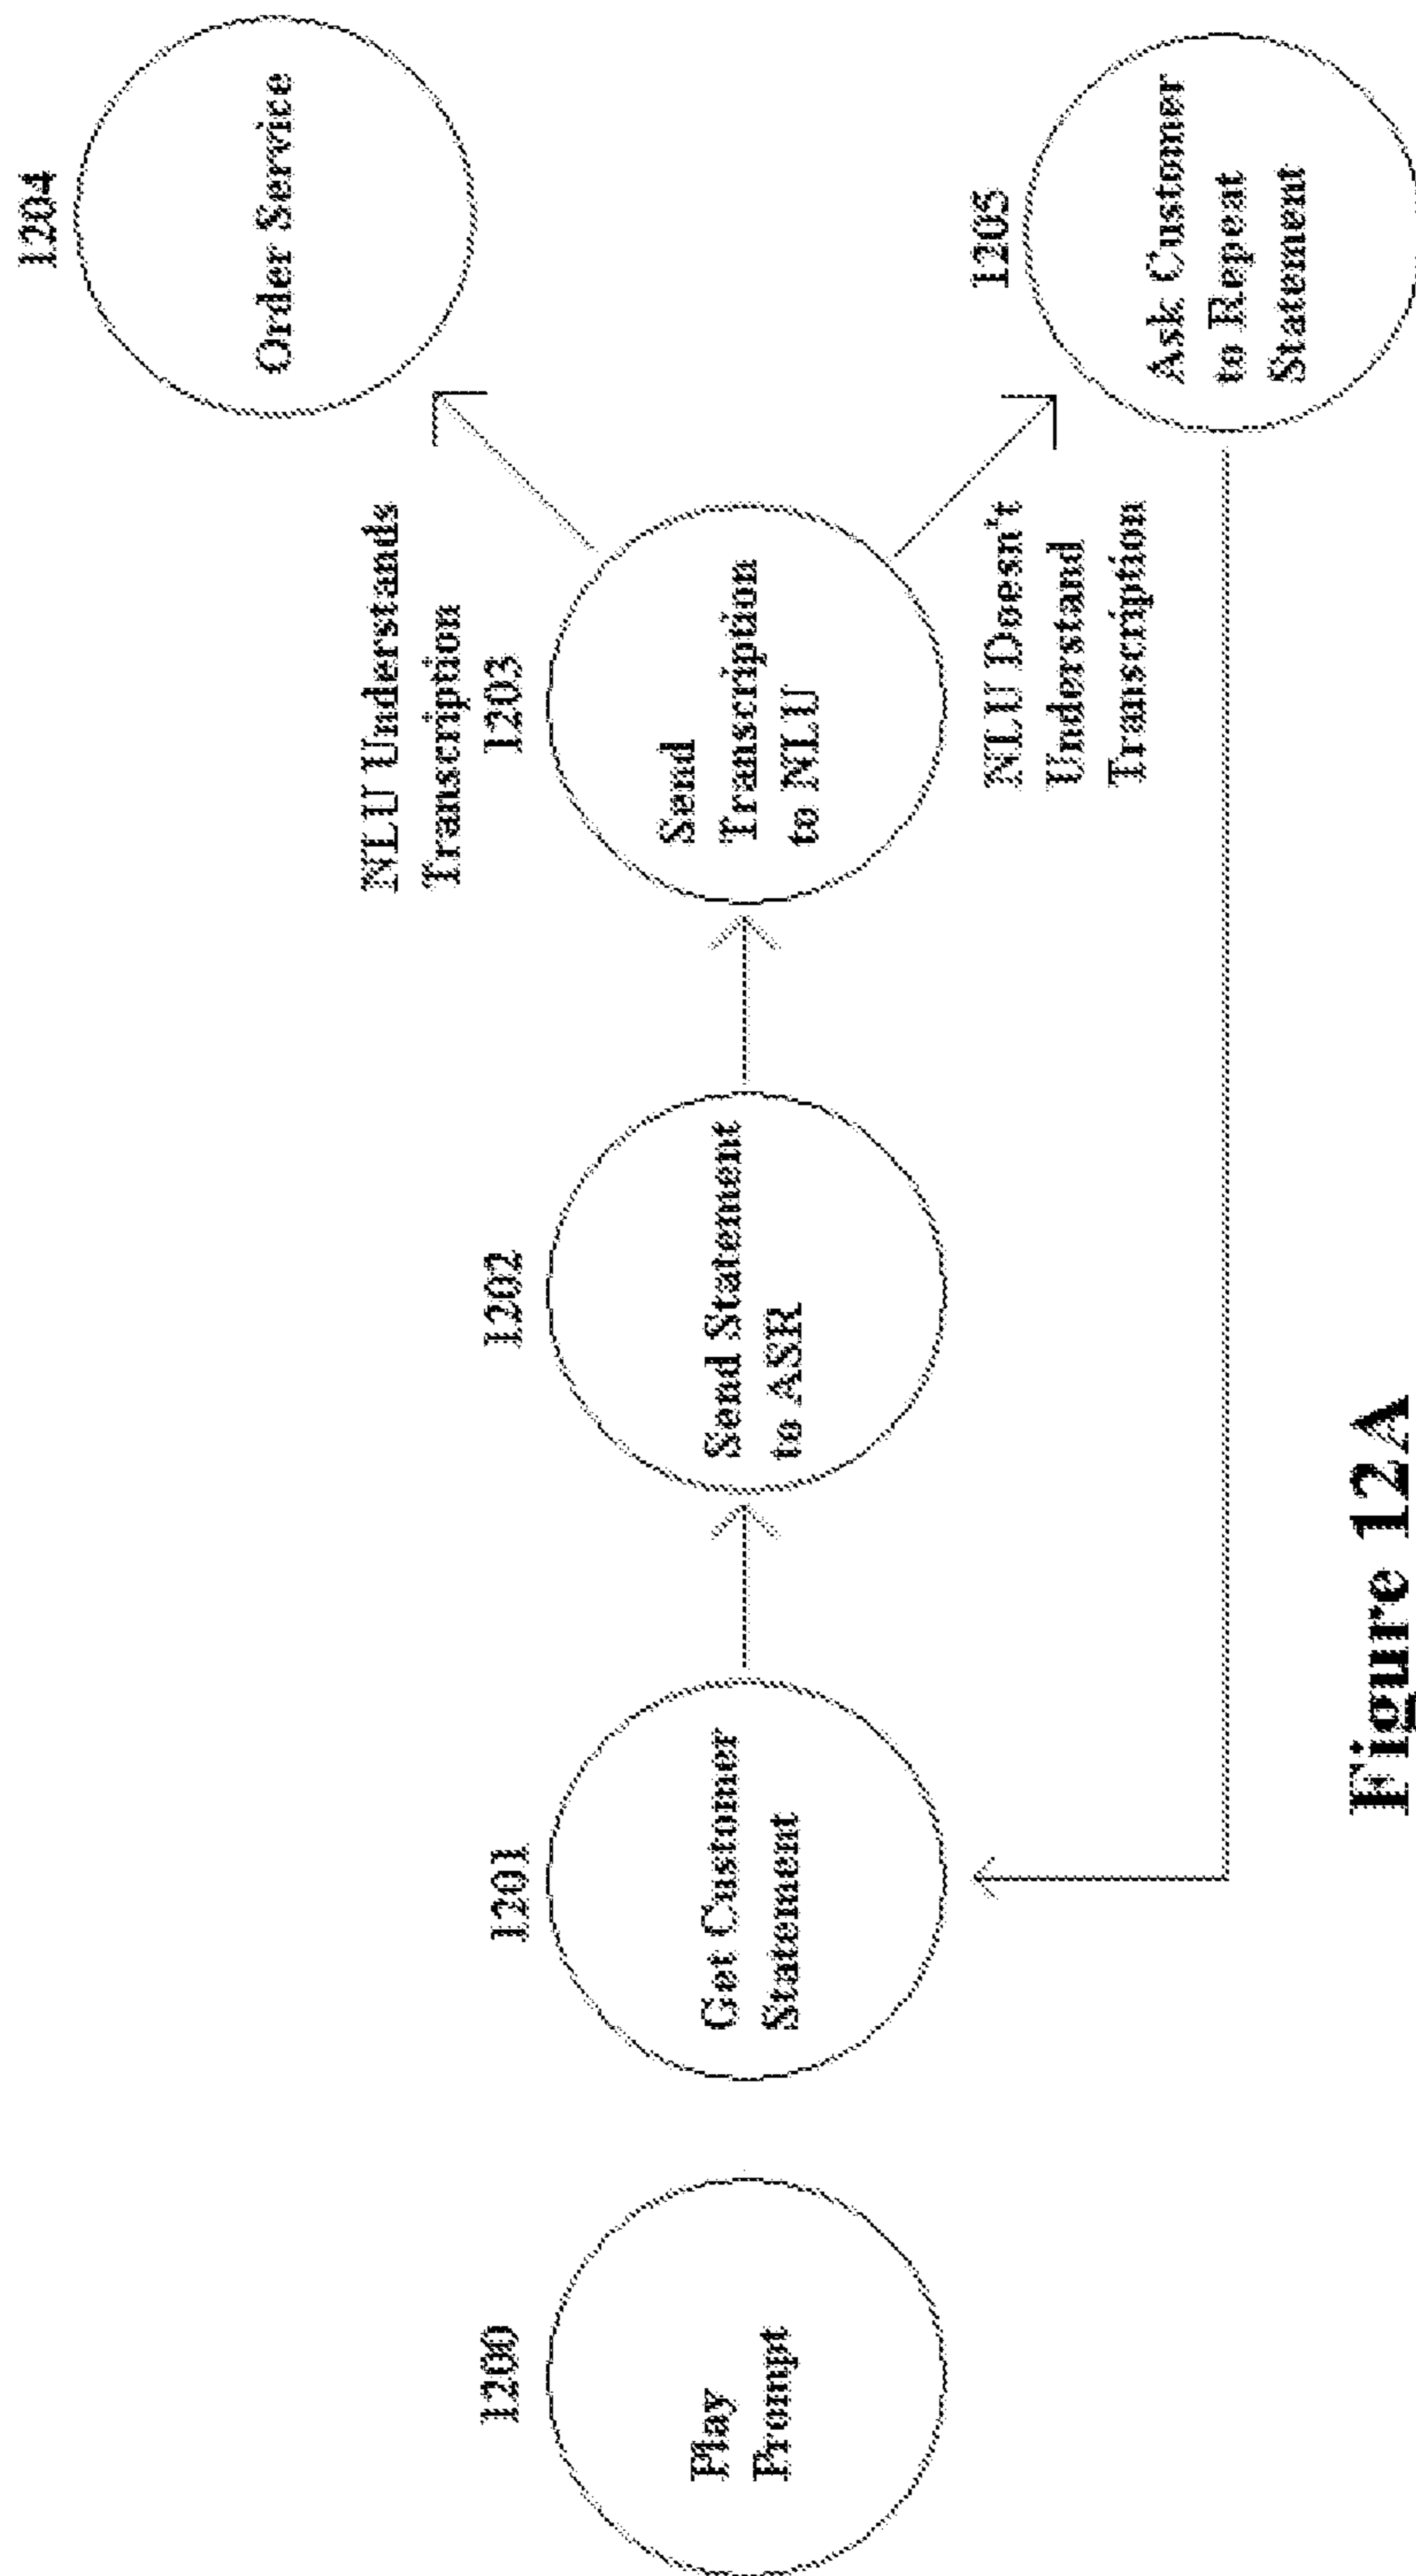 1200
Play
Prompt
1201
Get Customer
Statement
1202
Send Statement
to ASR
NLU Understands
Transcription
1203
Send
Transcription
to NLU
NLU Doesn't
Understand
Transcription
1204
Order Service
1205
Ask Customer
to Repeat
Statement
Figure 12A